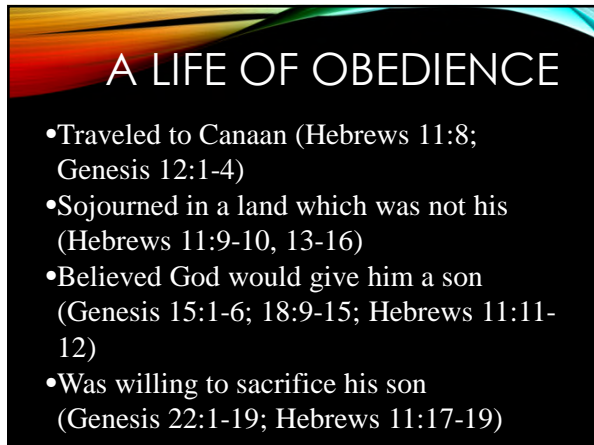 A LIFE OF OBEDIENCE
•Traveled to Canaan (Hebrews 11:8;
Genesis 12:1-4)
•Sojourned in a land which was not his
(Hebrews 11:9-10, 13-16)
•Believed God would give him a son
(Genesis 15:1-6; 18:9-15; Hebrews 11:11-
12)
•Was willing to sacrifice his son
(Genesis 22:1-19; Hebrews 11:17-19)